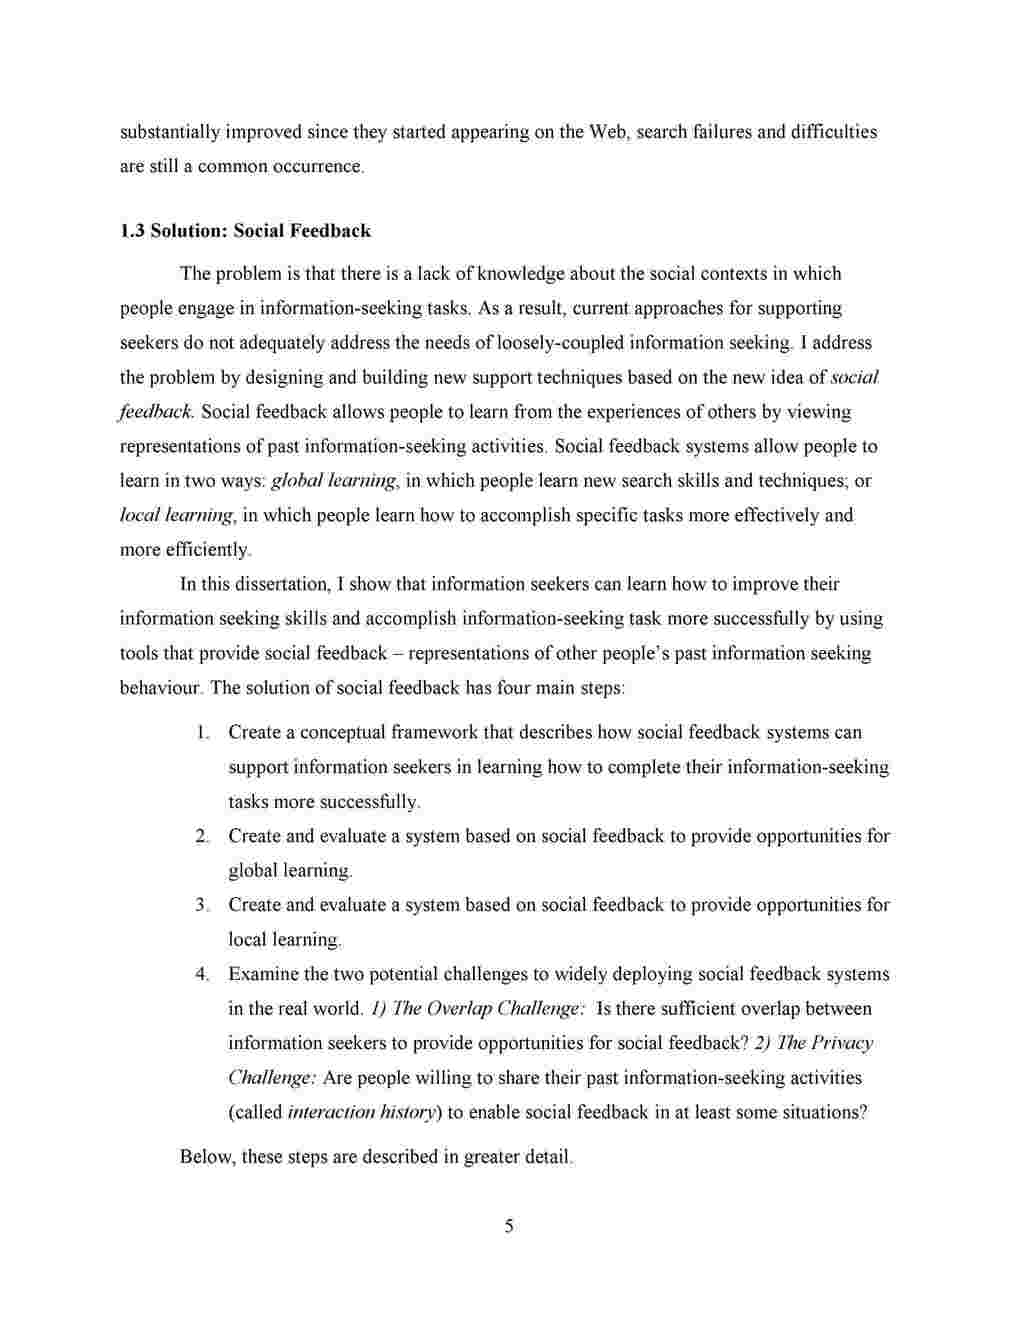 substantially improved since they started appearing on the Web, search failures and difficulties
are still a common occurrence.
1.3 Solution: Social Feedback
The problem is that there is a lack of knowledge about the social contexts in which
people engage in information-seeking tasks. As a result, current approaches for supporting
seekers do not adequately address the needs of loosely-coupled information seeking. I address
the problem by designing and building new support techniques based on the new idea of social
feedback. Social feedback allows people to learn from the experiences of others by viewing
representations of past information-seeking activities. Social feedback systems allow people to
learn in two ways: global learning, in which people learn new search skills and techniques; or
local learning, in which people learn how to accomplish specific tasks more effectively and
more efficiently.
In this dissertation, I show that information seekers can learn how to improve their
information seeking skills and accomplish information-seeking task more successfully by using
tools that provide social feedback – representations of other people's past information seeking
behaviour. The solution of social feedback has four main steps:
1. Create a conceptual framework that describes how social feedback systems can
support information seekers in learning how to complete their information-seeking
tasks more successfully.
2. Create and evaluate a system based on social feedback to provide opportunities for
global learning.
3. Create and evaluate a system based on social feedback to provide opportunities for
local learning.
4. Examine the two potential challenges to widely deploying social feedback systems
in the real world. 1) The Overlap Challenge: Is there sufficient overlap between
information seekers to provide opportunities for social feedback? 2) The Privacy
Challenge: Are people willing to share their past information-seeking activities
(called interaction history) to enable social feedback in at least some situations?
Below, these steps are described in greater detail.
5